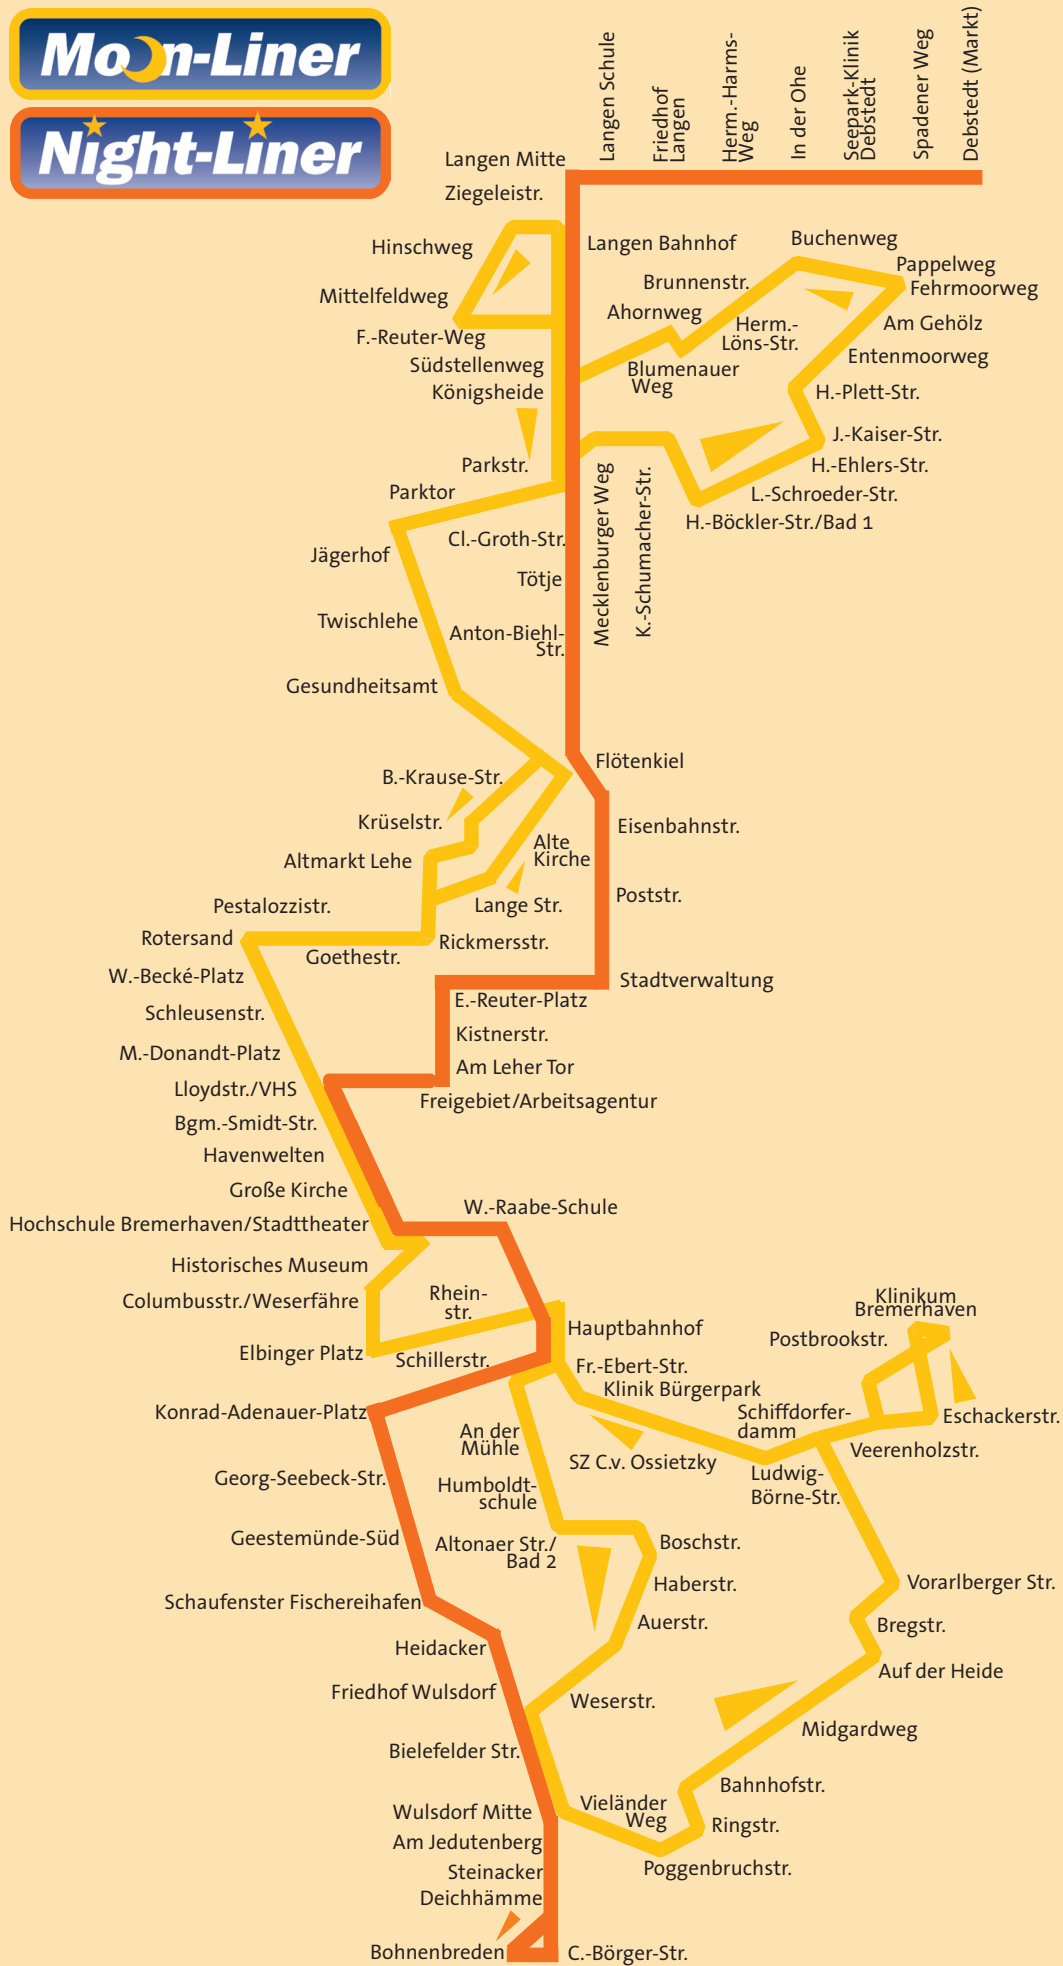 Moon-Liner
Night-Liner
Langen Schule
Friedhof
Langen
Herm.-Harms-
Weg
In der Ohe
Seepark-Klinik
Debstedt
Spadener Weg
Debstedt (Markt)
Langen Mitte
Ziegeleistr.
Hinschweg
Langen Bahnhof
Buchenweg
Brunnenstr.
Pappelweg
Fehrmoorweg
Mittelfeldweg
Ahornweg
Herm.-
Löns-Str.
Am Gehölz
F.-Reuter-Weg
Entenmoorweg
Südstellenweg
Blumenauer
Weg
Königsheide
H.-Plett-Str.
J.-Kaiser-Str.
Parkstr.
H.-Ehlers-Str.
Parktor
L.-Schroeder-Str.
H.-Böckler-Str./Bad 1
Mecklenburger Weg
K.-Schumacher-Str.
Cl.-Groth-Str.
Jägerhof
Tötje
Twischlehe
Anton-Biehl-
Str.
Gesundheitsamt
Flötenkiel
B.-Krause-Str.
Krüselstr.
Eisenbahnstr.
Alte
Kirche
Altmarkt Lehe
Poststr.
Pestalozzistr.
Lange Str.
Rotersand
Goethestr.
Rickmersstr.
W.-Becké-Platz
Stadtverwaltung
E.-Reuter-Platz
Schleusenstr.
Kistnerstr.
M.-Donandt-Platz
Am Leher Tor
Lloydstr./VHS
Freigebiet/Arbeitsagentur
Bgm.-Smidt-Str.
Havenwelten
Große Kirche
W.-Raabe-Schule
Hochschule Bremerhaven/Stadttheater
Historisches Museum
Columbusstr./Weserfähre
Rhein-
str.
Klinikum
Bremerhaven
Hauptbahnhof
Postbrookstr.
Elbinger Platz
Schillerstr.
Fr.-Ebert-Str.
Klinik Bürgerpark
Konrad-Adenauer-Platz
Schiffdorfer-
damm
Eschackerstr.
An der
Mühle
Veerenholzstr.
SZ C.v. Ossietzky
Georg-Seebeck-Str.
Humboldt-
schule
Ludwig-
Börne-Str.
Geestemünde-Süd
Altonaer Str./
Bad 2
Boschstr.
Haberstr.
Vorarlberger Str.
Schaufenster Fischereihafen
Auerstr.
Bregstr.
Heidacker
Auf der Heide
Friedhof Wulsdorf
Weserstr.
Midgardweg
Bielefelder Str.
Bahnhofstr.
Wulsdorf Mitte
Vieländer
Weg
Ringstr.
Am Jedutenberg
Poggenbruchstr.
Steinacker
Deichhämme
Bohnenbreden
C.-Börger-Str.